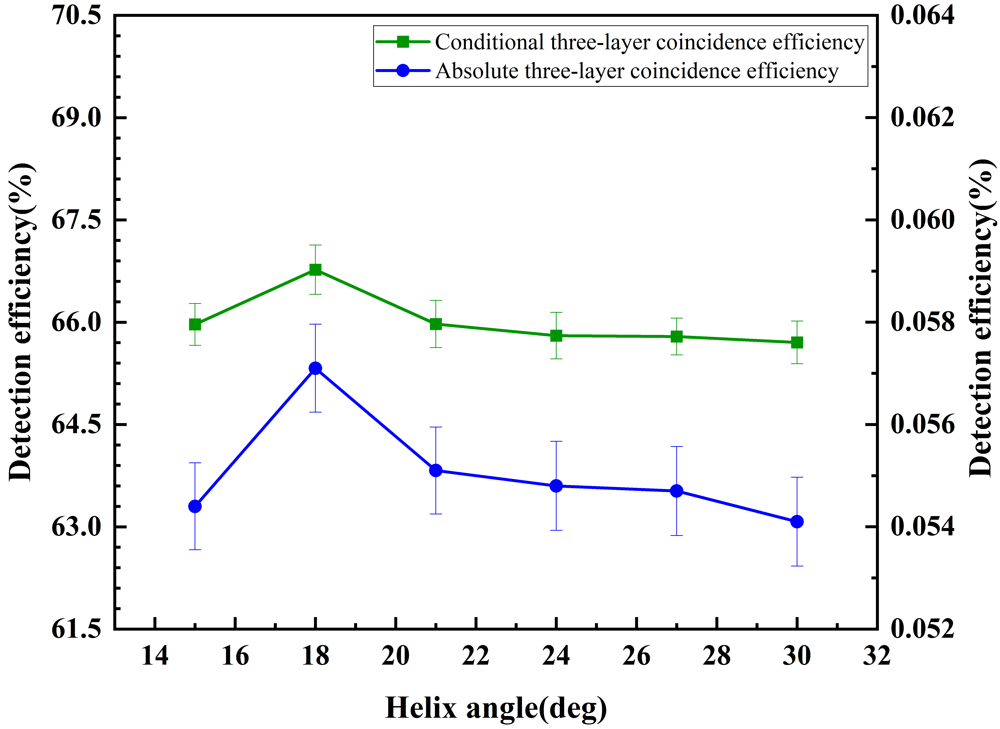 Conditional three-layer coincidence efficiency
Absolute three-layer coincidence efficiency
Detection efficiency(%)
70.5
69.0
67.5
66.0
64.5
63.0
61.5
0.064
0.062
0.060
0.058
0.056
0.054
0.052
Detection efficiency(%)
14 16 18 20 22 24 26 28 30 32
Helix angle(deg)